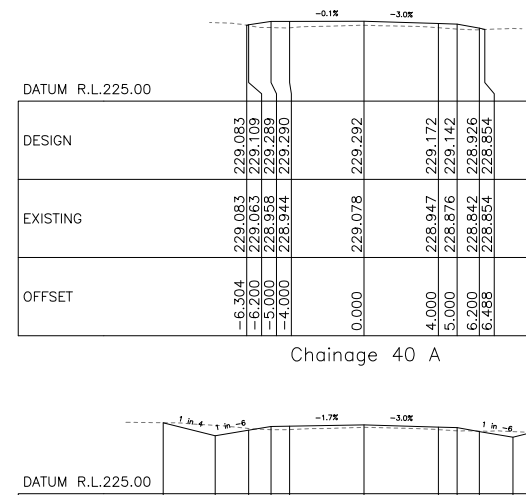 -0.1% -3.0%
DATUM R.L.225.00
DESIGN 229.083 229.109 229.289 229.290 229.292 229.172 229.142 228.926 228.854
EXISTING 229.083 229.063 228.958 228.944 229.078 228.947 228.876 228.842 228.854
OFFSET -6.304 -6.200 -5.000 -4.000 0.000 4.000 5.000 6.200 6.488
Chainage 40 A
1 in 4 1 in -6 -1.7% -3.0% 1 in -6
DATUM R.L.225.00